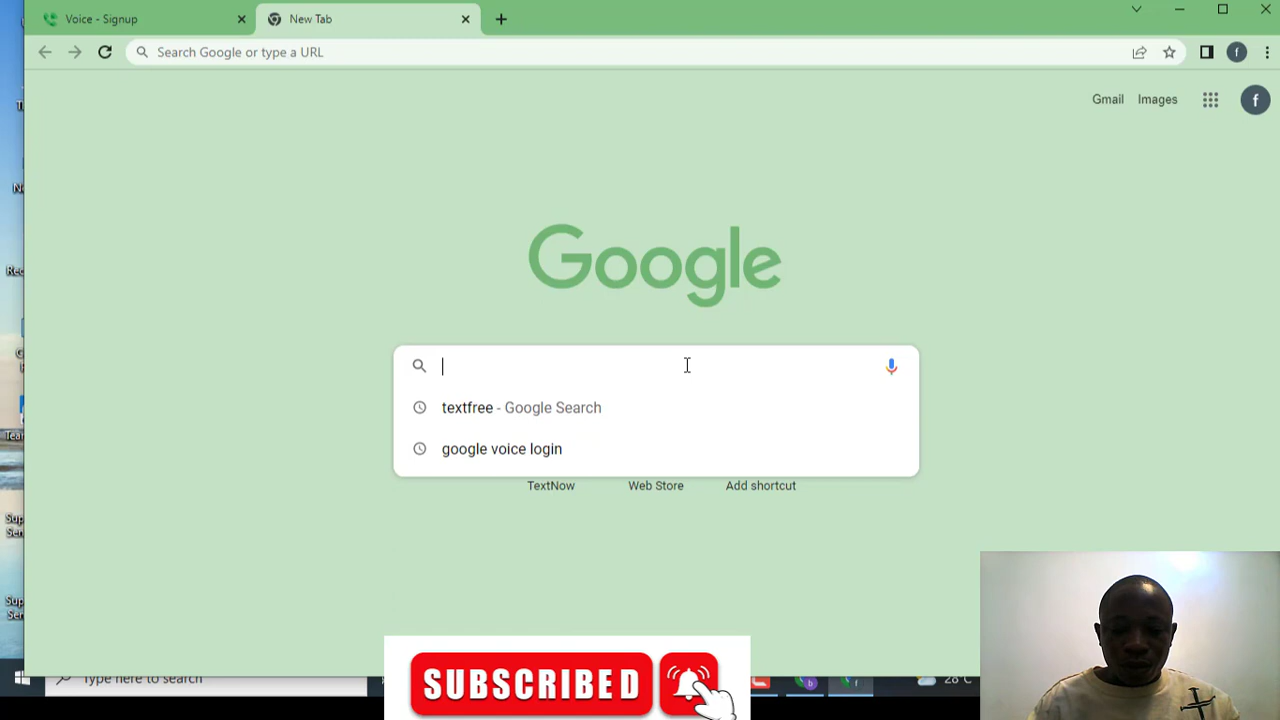 Voice - Signup
New Tab
Search Google or type a URL
f
Gmail Images
f
Google
textfree - Google Search
google voice login
TextNow Web Store Add shortcut
Type here to search
28°C
SUBSCRIBED